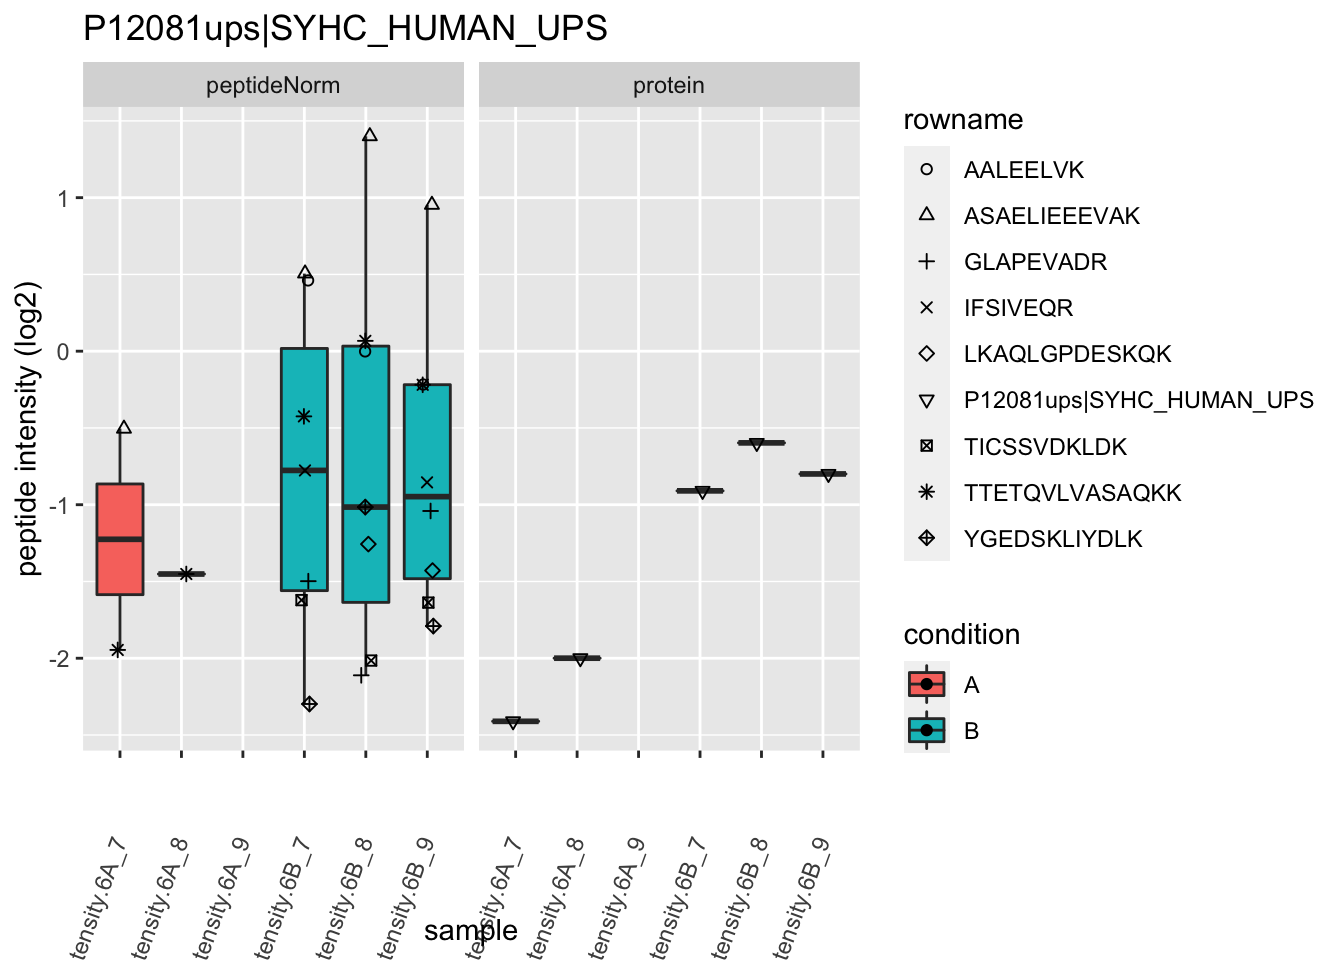 P12081ups|SYHC_HUMAN_UPS
peptideNorm
protein
peptide intensity (log2)
1
0
-1
-2
tensity.6A_7
tensity.6A_8
tensity.6A_9
tensity.6B_7
tensity.6B_8
tensity.6B_9
tensity.6A_7
tensity.6A_8
tensity.6A_9
tensity.6B_7
tensity.6B_8
tensity.6B_9
sample
rowname
AALEELVK
ASAELIEEEVAK
GLAPEVADR
IFSIVEQR
LKAQLGPDESKQK
P12081ups|SYHC_HUMAN_UPS
TICSSVDKLDK
TTETQVLVASAQKK
YGEDSKLIYDLK
condition
A
B